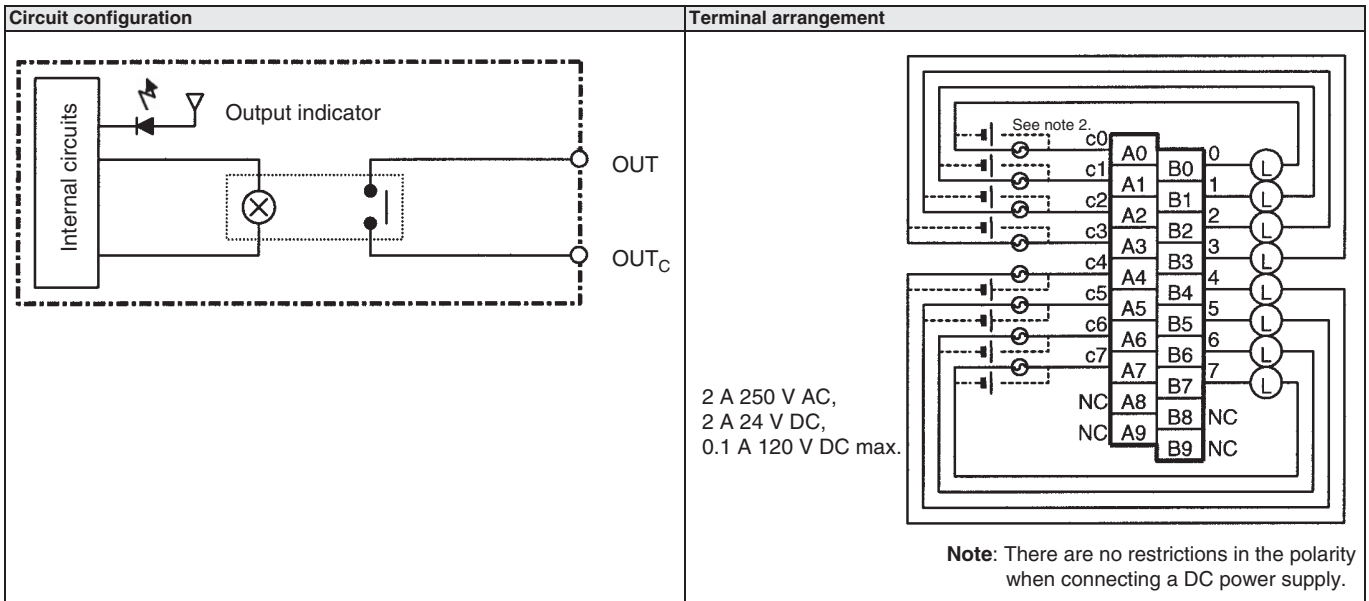 Circuit configuration
Terminal arrangement
Internal circuits
Output indicator
OUT
OUTC
See note 2.
c0
A0
0
B0
L
c1
A1
1
B1
L
c2
A2
2
B2
L
c3
A3
3
B3
L
c4
A4
4
B4
L
c5
A5
5
B5
L
c6
A6
6
B6
L
c7
A7
7
B7
L
NC
A8
B8
NC
NC
A9
B9
NC
2 A 250 V AC,
2 A 24 V DC,
0.1 A 120 V DC max.
Note: There are no restrictions in the polarity
when connecting a DC power supply.